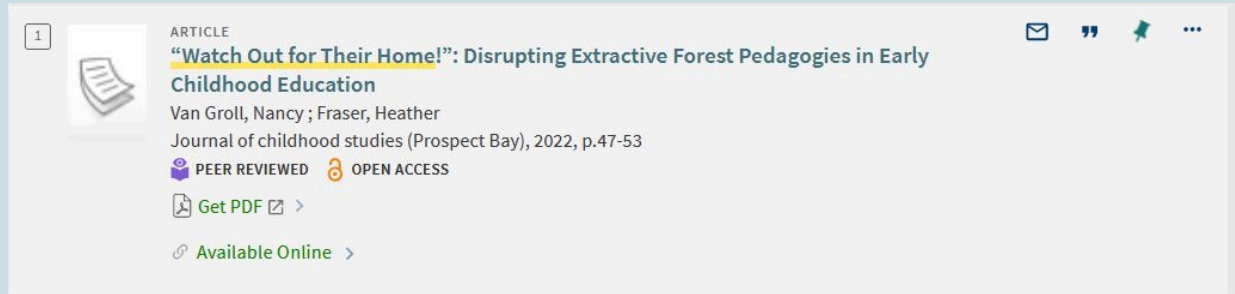 1
ARTICLE
“Watch Out for Their Home!”: Disrupting Extractive Forest Pedagogies in Early
Childhood Education
Van Groll, Nancy ; Fraser, Heather
Journal of childhood studies (Prospect Bay), 2022, p.47-53
PEER REVIEWED OPEN ACCESS
Get PDF
Available Online